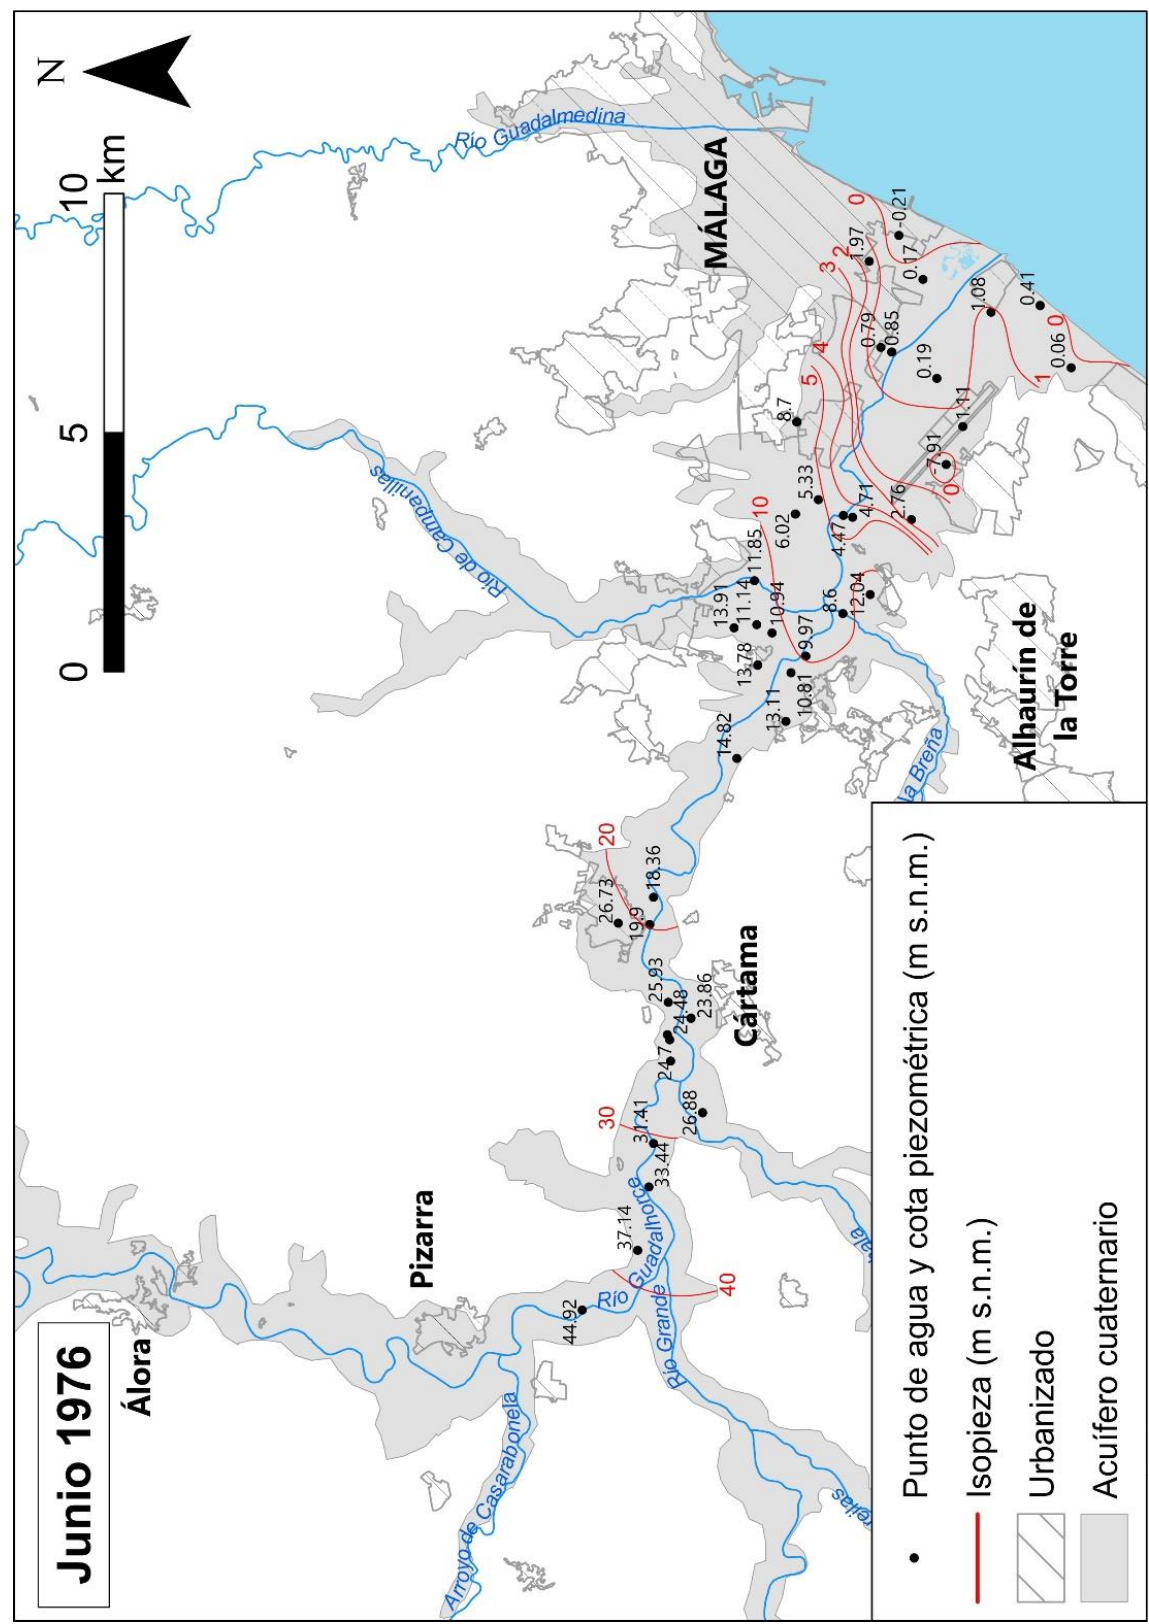 Junio 1976
0 5 10
km
N
Álora
Pizarra
Cártama
MÁLAGA
Alhaurín de
la Torre
Arroyo de Casarabonela
Río Grande
Río Guadalhorce
Río de Campanillas
Río Guadalmedina
la Breña
44.92
37.14
33.44
31.41
26.88
24.7
24.48
23.86
25.93
19.9
26.73
18.36
14.82
13.11
10.81
13.78
9.97
13.91
11.14
10.94
11.85
8.6
12.04
6.02
5.33
4.47
4.71
2.76
8.7
-7.91
1.11
0.19
0.79
0.85
1.97
0.17
-0.21
1.08
0.41
0.06
40
30
20
10
5
4
3
2
0
0
1
0
Punto de agua y cota piezométrica (m s.n.m.)
Isopieza (m s.n.m.)
Urbanizado
Acuífero cuaternario